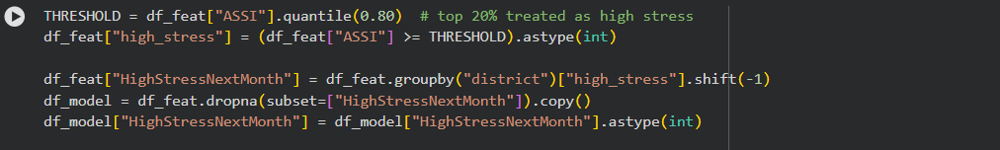 THRESHOLD = df_feat["ASSI"].quantile(0.80)  # top 20% treated as high stress
df_feat["high_stress"] = (df_feat["ASSI"] >= THRESHOLD).astype(int)
df_feat["HighStressNextMonth"] = df_feat.groupby("district")["high_stress"].shift(-1)
df_model = df_feat.dropna(subset=["HighStressNextMonth"]).copy()
df_model["HighStressNextMonth"] = df_model["HighStressNextMonth"].astype(int)